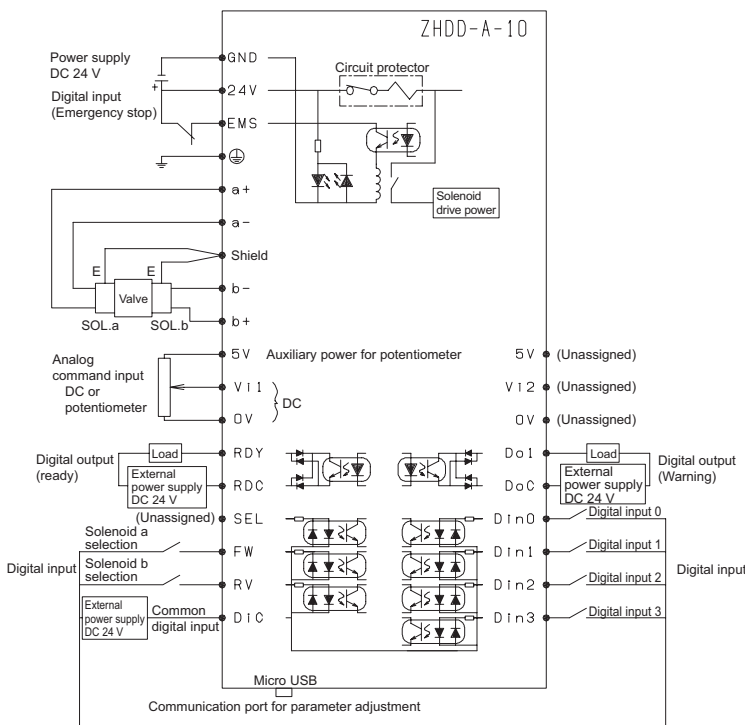 ZHDD-A-10
Power supply
DC 24 V
+
Digital input
(Emergency stop)
GND
24V
EMS
Circuit protector
Solenoid
drive power
a+
a-
Shield
E
E
Valve
b-
b+
SOL.a
SOL.b
5V
Auxiliary power for potentiometer
5V
(Unassigned)
Analog
command input
DC or
potentiometer
Vi1
DC
Vi2
(Unassigned)
0V
0V
(Unassigned)
Digital output
(ready)
Load
RDY
External
power supply
DC 24 V
RDC
Do1
Load
Digital output
(Warning)
DoC
External
power supply
DC 24 V
(Unassigned)
SEL
Din0
Digital input 0
Solenoid a
selection
FW
Din1
Digital input 1
Digital input
Solenoid b
selection
RV
Din2
Digital input 2
Digital input
External
power supply
DC 24 V
Common
digital input
DiC
Din3
Digital input 3
Micro USB
Communication port for parameter adjustment